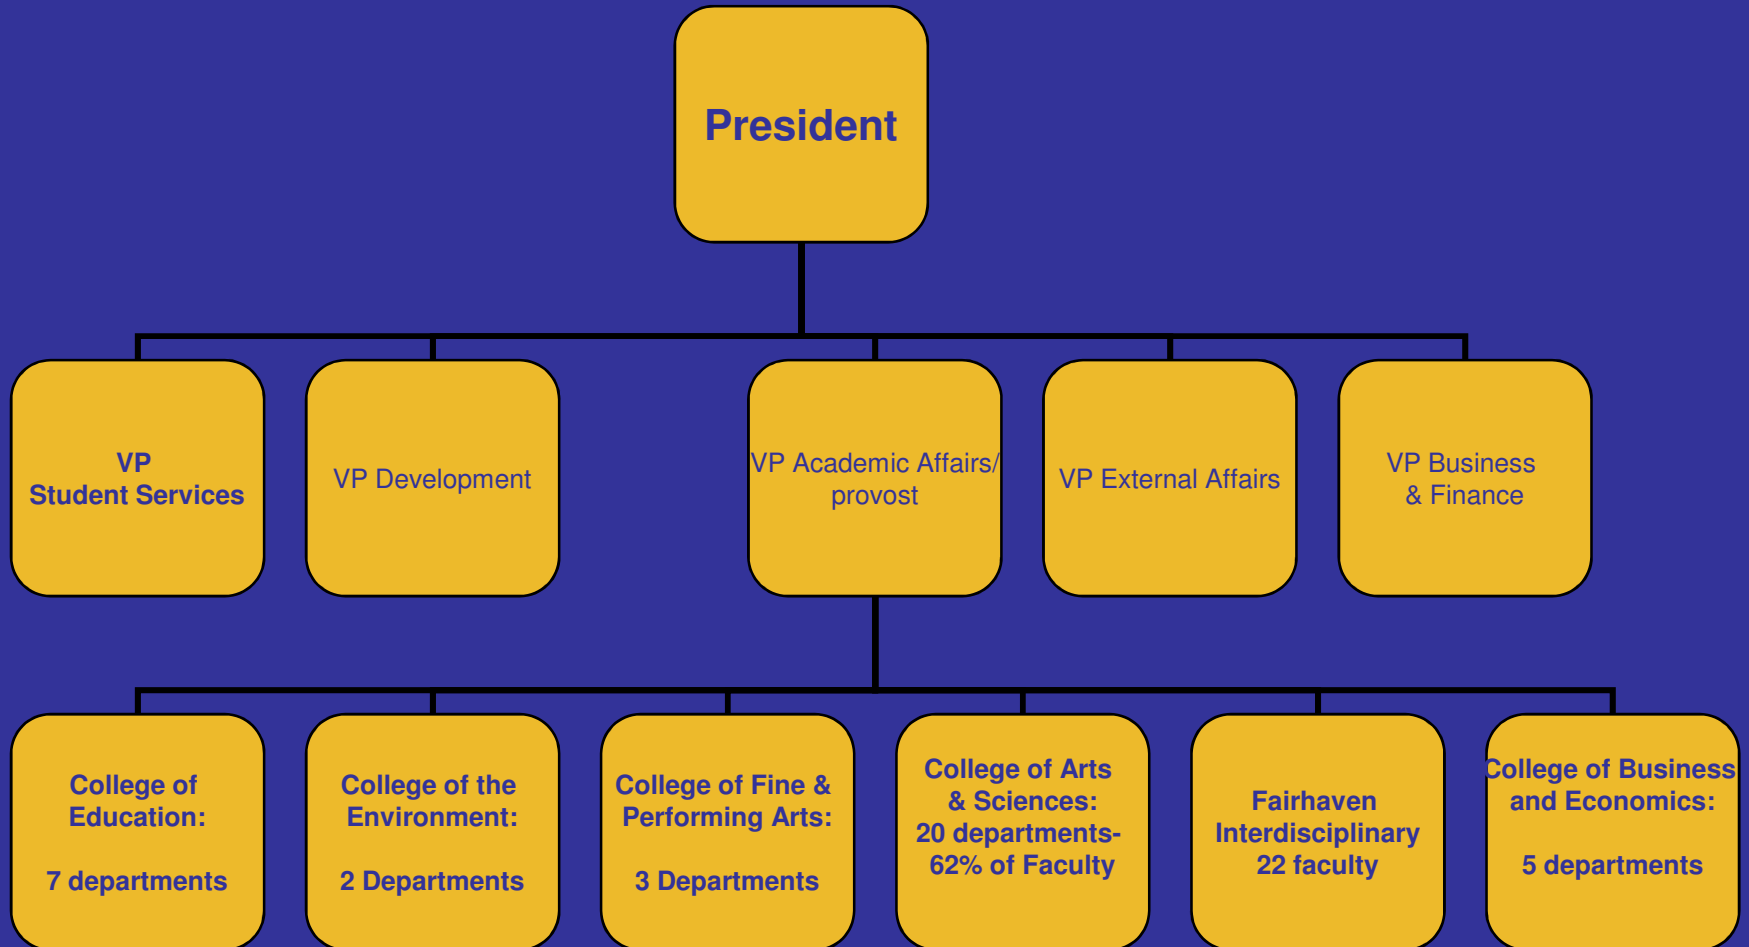 President
VP
Student Services
VP Development
VP Academic Affairs/
provost
VP External Affairs
VP Business
& Finance
College of
Education:
7 departments
College of the
Environment:
2 Departments
College of Fine &
Performing Arts:
3 Departments
College of Arts
& Sciences:
20 departments-
62% of Faculty
Fairhaven
Interdisciplinary
22 faculty
College of Business
and Economics:
5 departments